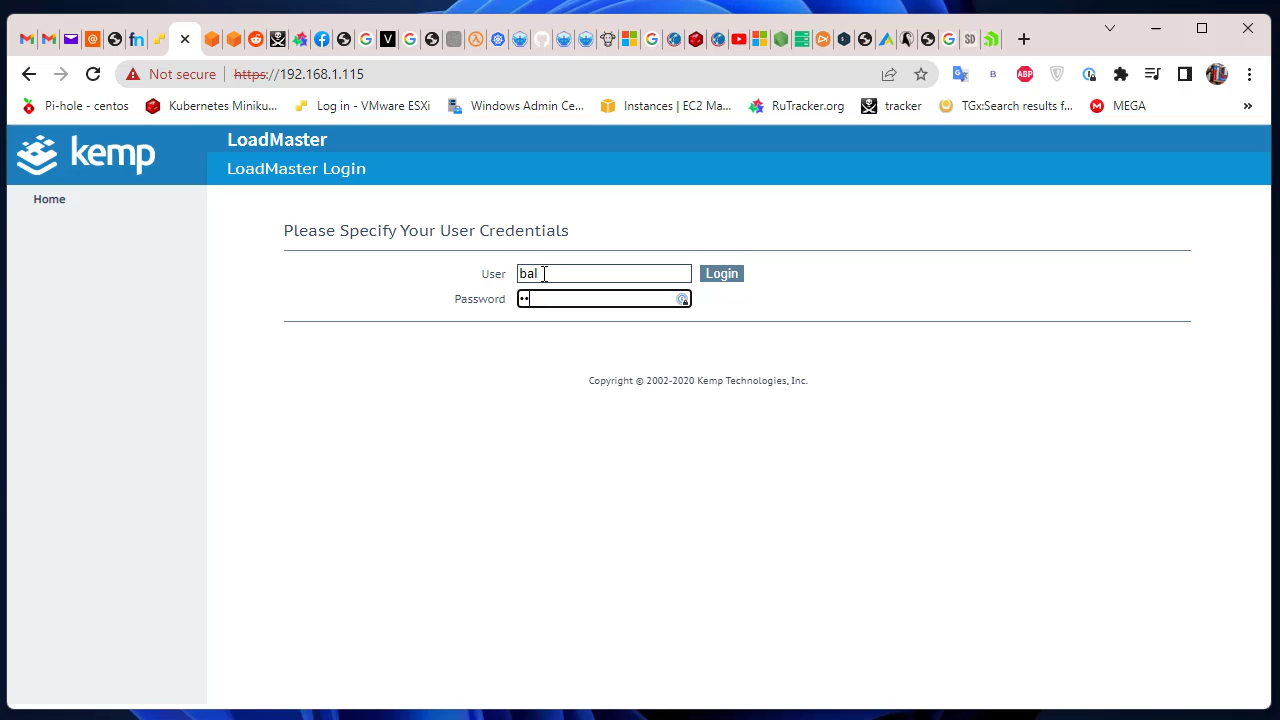 Not secure https://192.168.1.115
Pi-hole - centos Kubernetes Miniku... Log in - VMware ESXi Windows Admin Ce... Instances | EC2 Ma... RuTracker.org tracker TGx:Search results f... MEGA »
kemp
LoadMaster
LoadMaster Login
Home
Please Specify Your User Credentials
User bal Login
Password ••
Copyright © 2002-2020 Kemp Technologies, Inc.